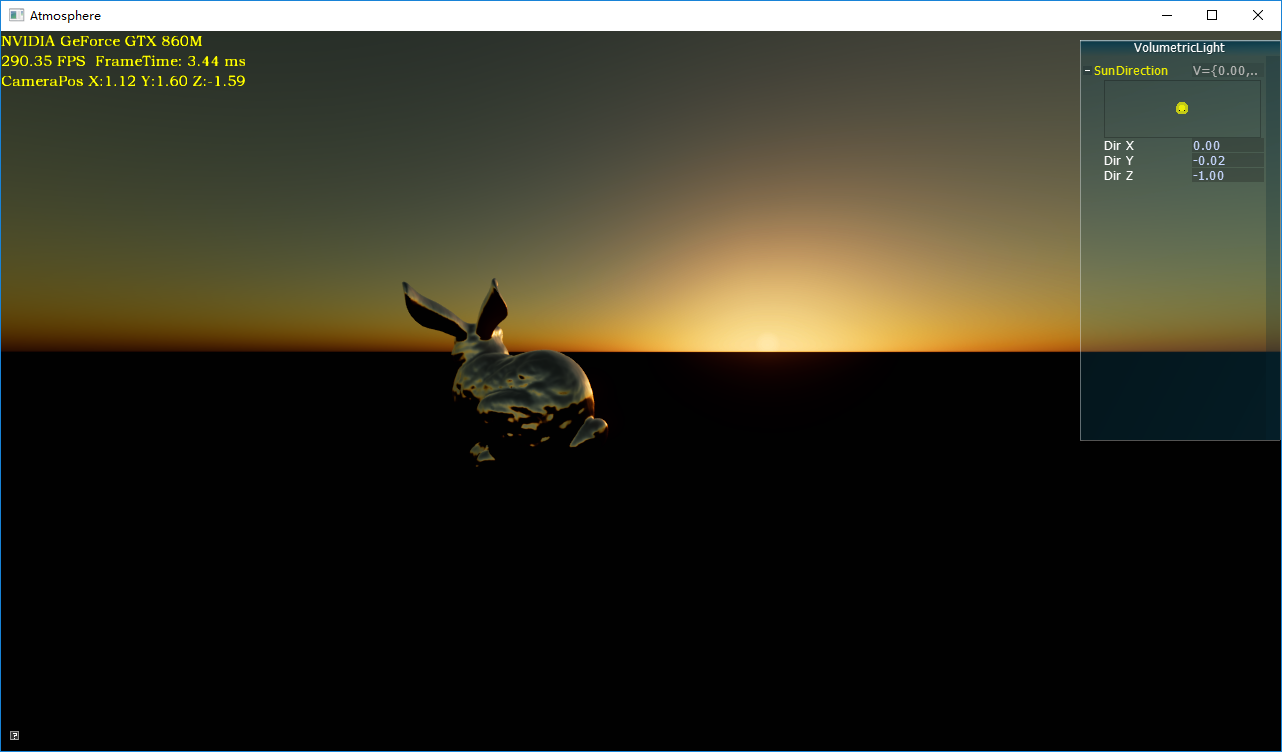 Atmosphere
NVIDIA GeForce GTX 860M
290.35 FPS  FrameTime: 3.44 ms
CameraPos X:1.12 Y:1.60 Z:-1.59
VolumetricLight
SunDirection V={0.00,..
Dir X 0.00
Dir Y -0.02
Dir Z -1.00
?